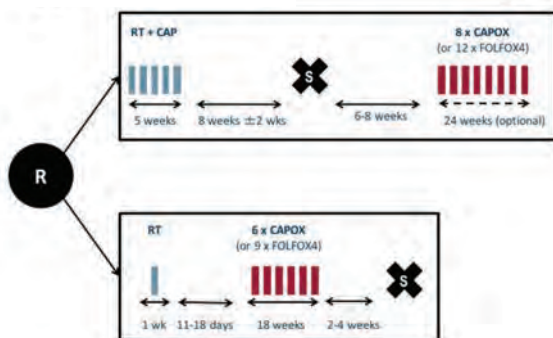 RT + CAP
8 x CAPOX
(or 12 x FOLFOX4)
S
5 weeks
8 weeks ±2 wks
6-8 weeks
24 weeks (optional)
R
RT
6 x CAPOX
(or 9 x FOLFOX4)
S
1 wk
11-18 days
18 weeks
2-4 weeks